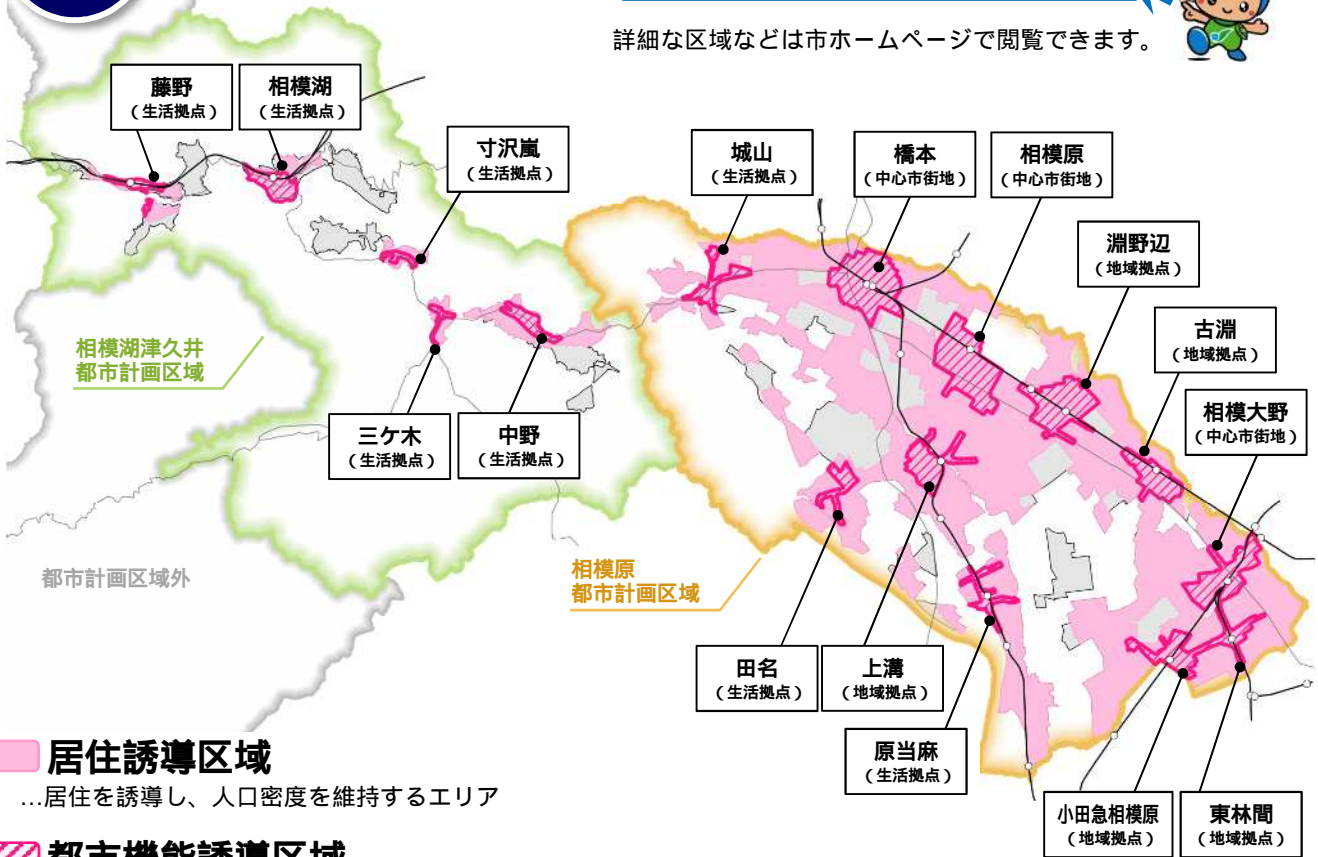 詳細な区域などは市ホームページで閲覧できます。
藤野
（生活拠点）
相模湖
（生活拠点）
寸沢嵐
（生活拠点）
城山
（生活拠点）
橋本
（中心市街地）
相模原
（中心市街地）
淵野辺
（地域拠点）
古淵
（地域拠点）
相模大野
（中心市街地）
相模湖津久井
都市計画区域
三ケ木
（生活拠点）
中野
（生活拠点）
都市計画区域外
相模原
都市計画区域
田名
（生活拠点）
上溝
（地域拠点）
原当麻
（生活拠点）
小田急相模原
（地域拠点）
東林間
（地域拠点）
居住誘導区域
…居住を誘導し、人口密度を維持するエリア
都市機能誘導区域